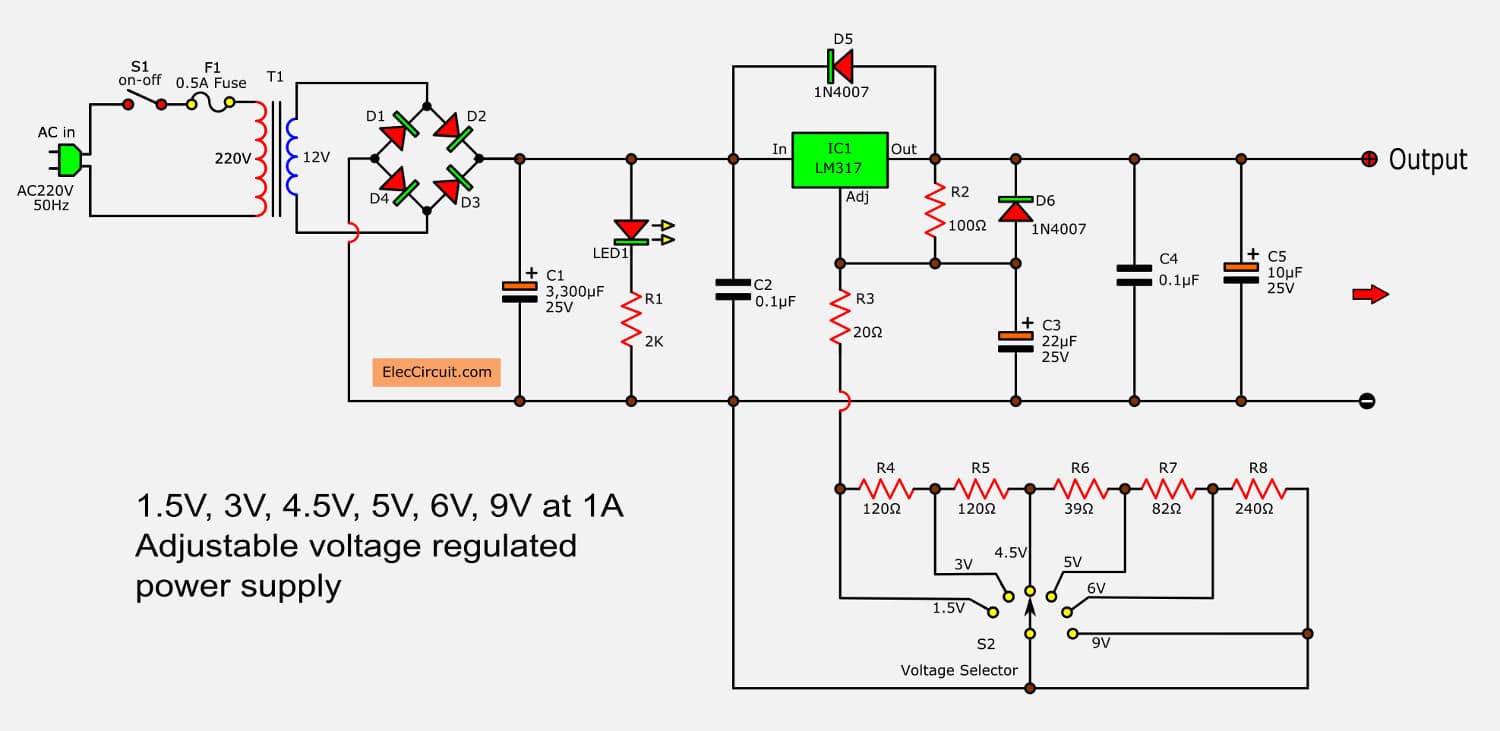 S1
on-off
F1
0.5A Fuse
T1
AC in
AC220V
50Hz
220V
12V
D1
D2
D4
D3
C1
3,300µF
25V
LED1
R1
2K
ElecCircuit.com
D5
1N4007
In
IC1
LM317
Out
Adj
C2
0.1µF
R2
100Ω
D6
1N4007
R3
20Ω
C3
22µF
25V
C4
0.1µF
C5
10µF
25V
Output
1.5V, 3V, 4.5V, 5V, 6V, 9V at 1A
Adjustable voltage regulated
power supply
R4
120Ω
R5
120Ω
R6
39Ω
R7
82Ω
R8
240Ω
1.5V
3V
4.5V
5V
6V
9V
S2
Voltage Selector